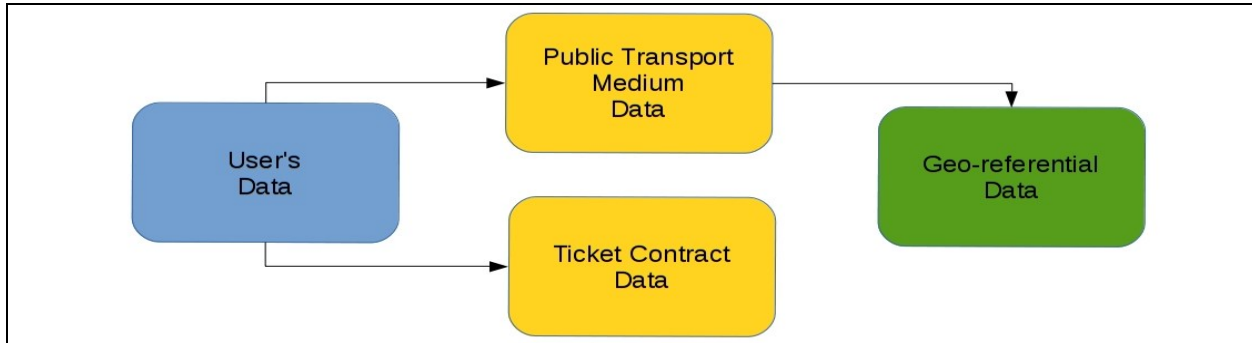 Public Transport
Medium
Data
User's
Data
Geo-referential
Data
Ticket Contract
Data